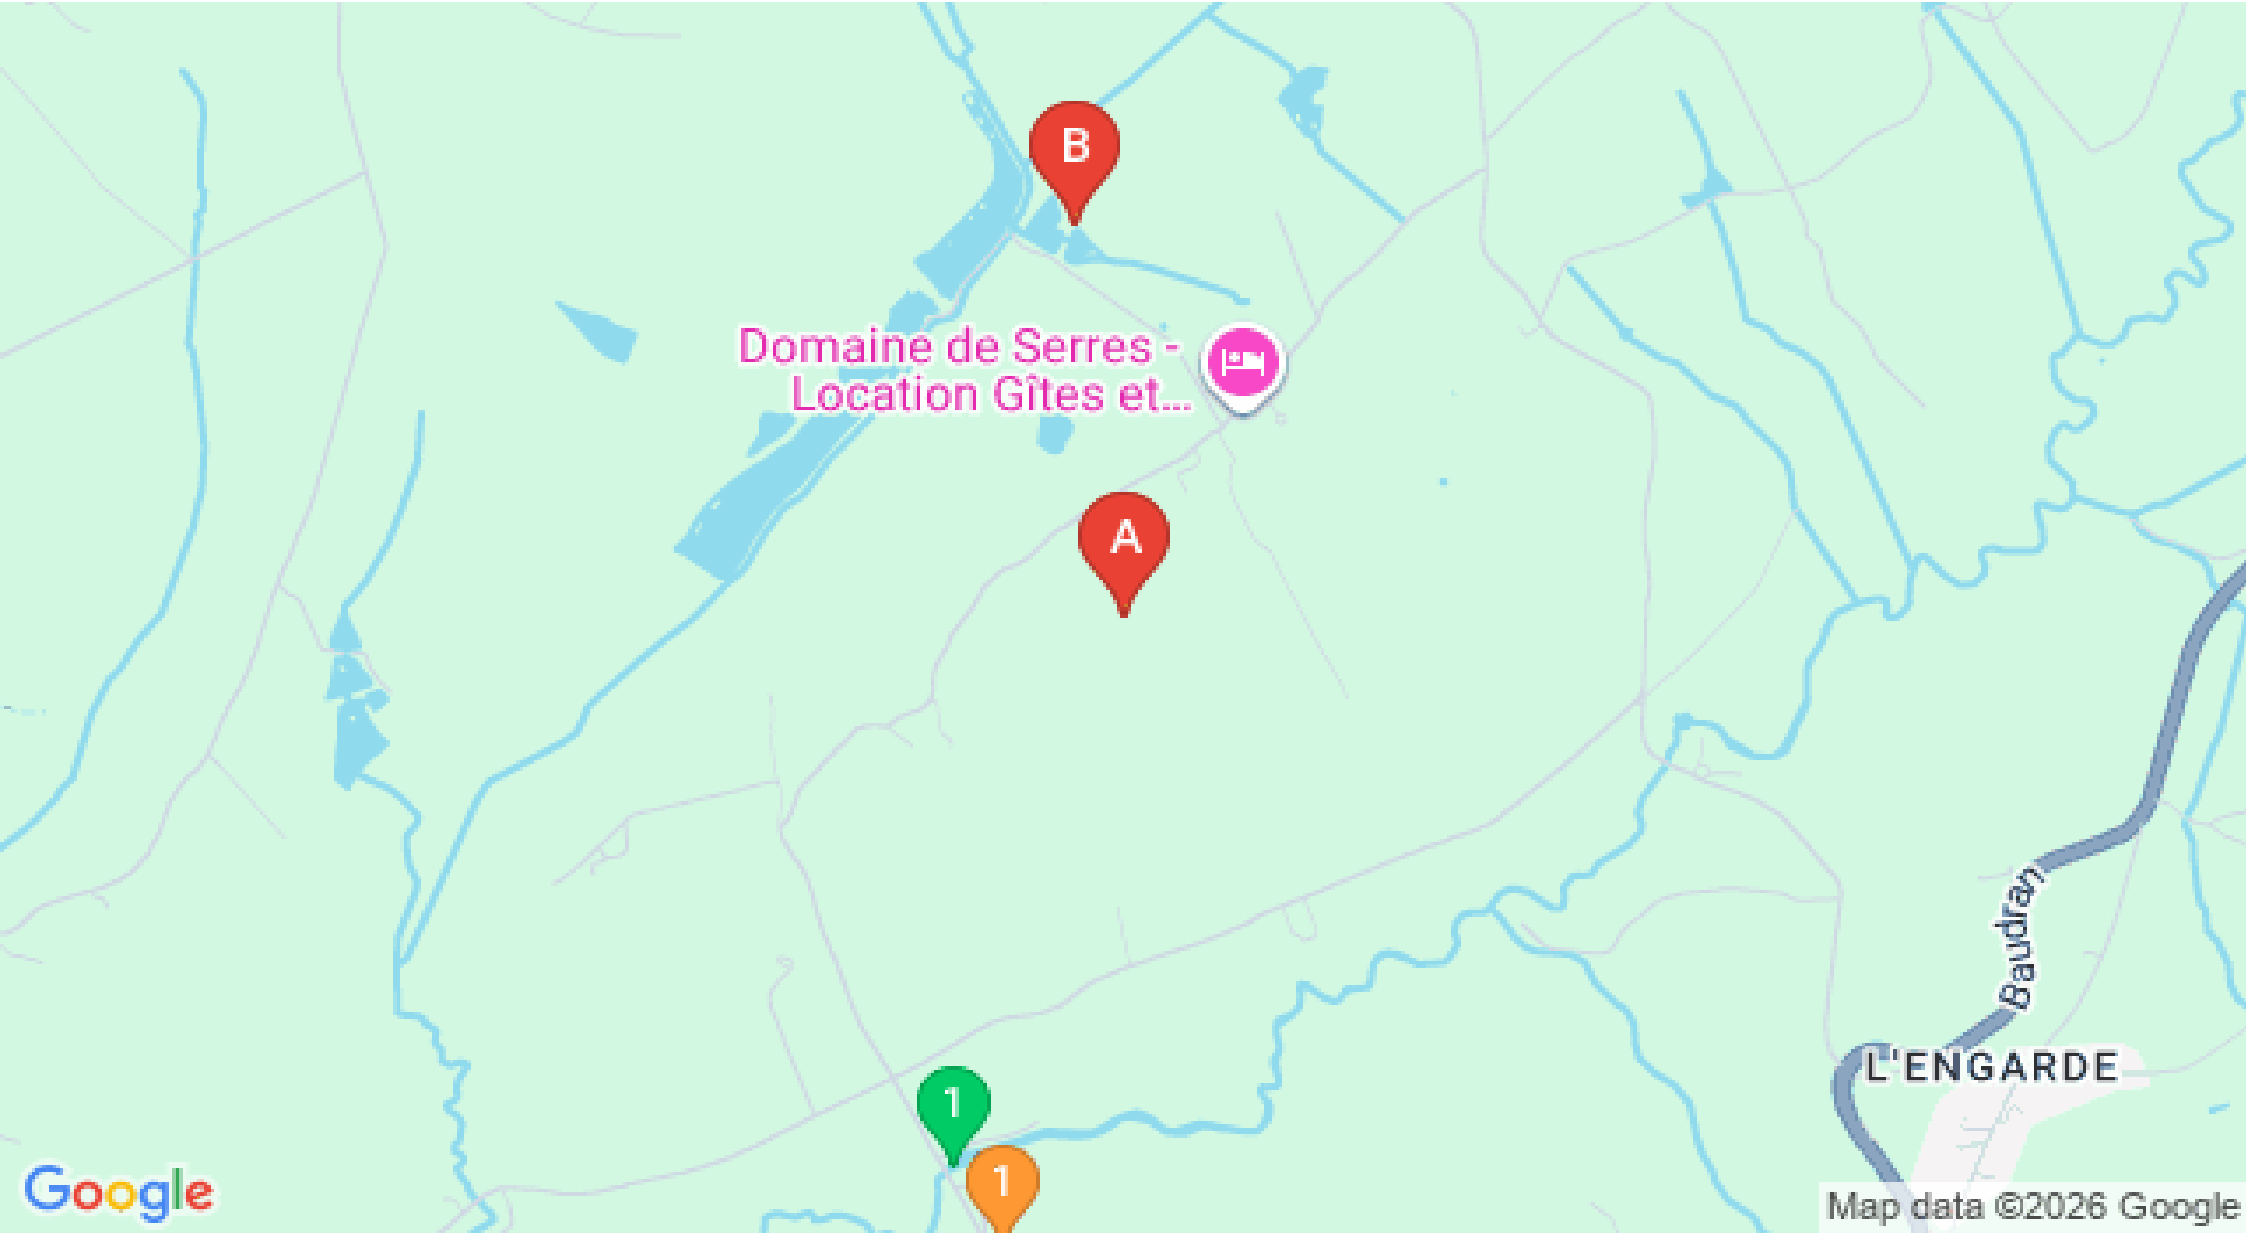 B
Domaine de Serres -
Location Gîtes et...
A
Baudran
1
L'ENGARDE
1
Google
Map data ©2026 Google